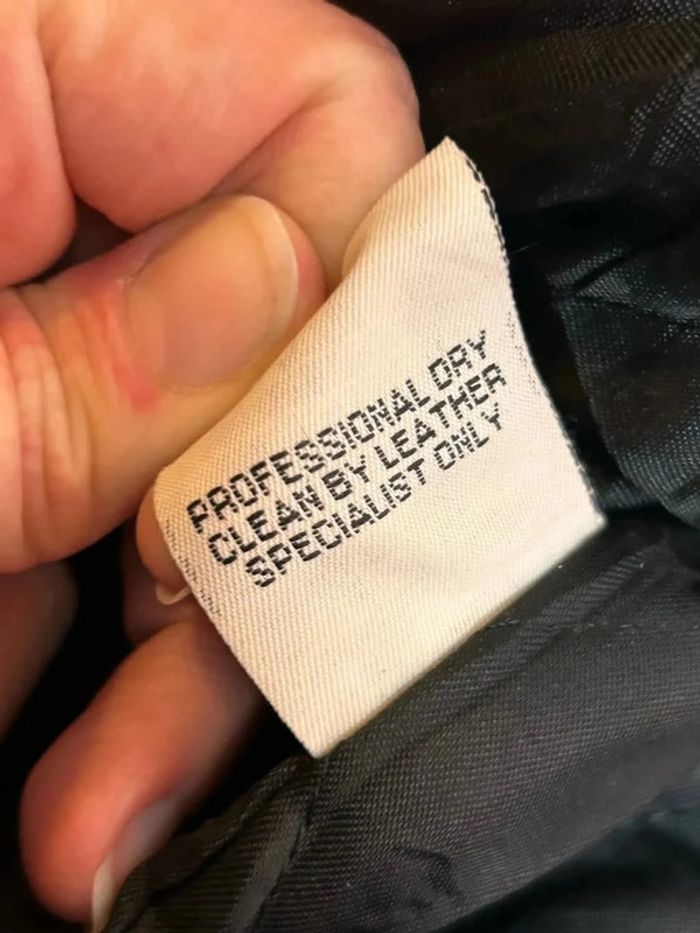 PROFESSIONAL DRY
CLEAN BY LEATHER
SPECIALIST ONLY